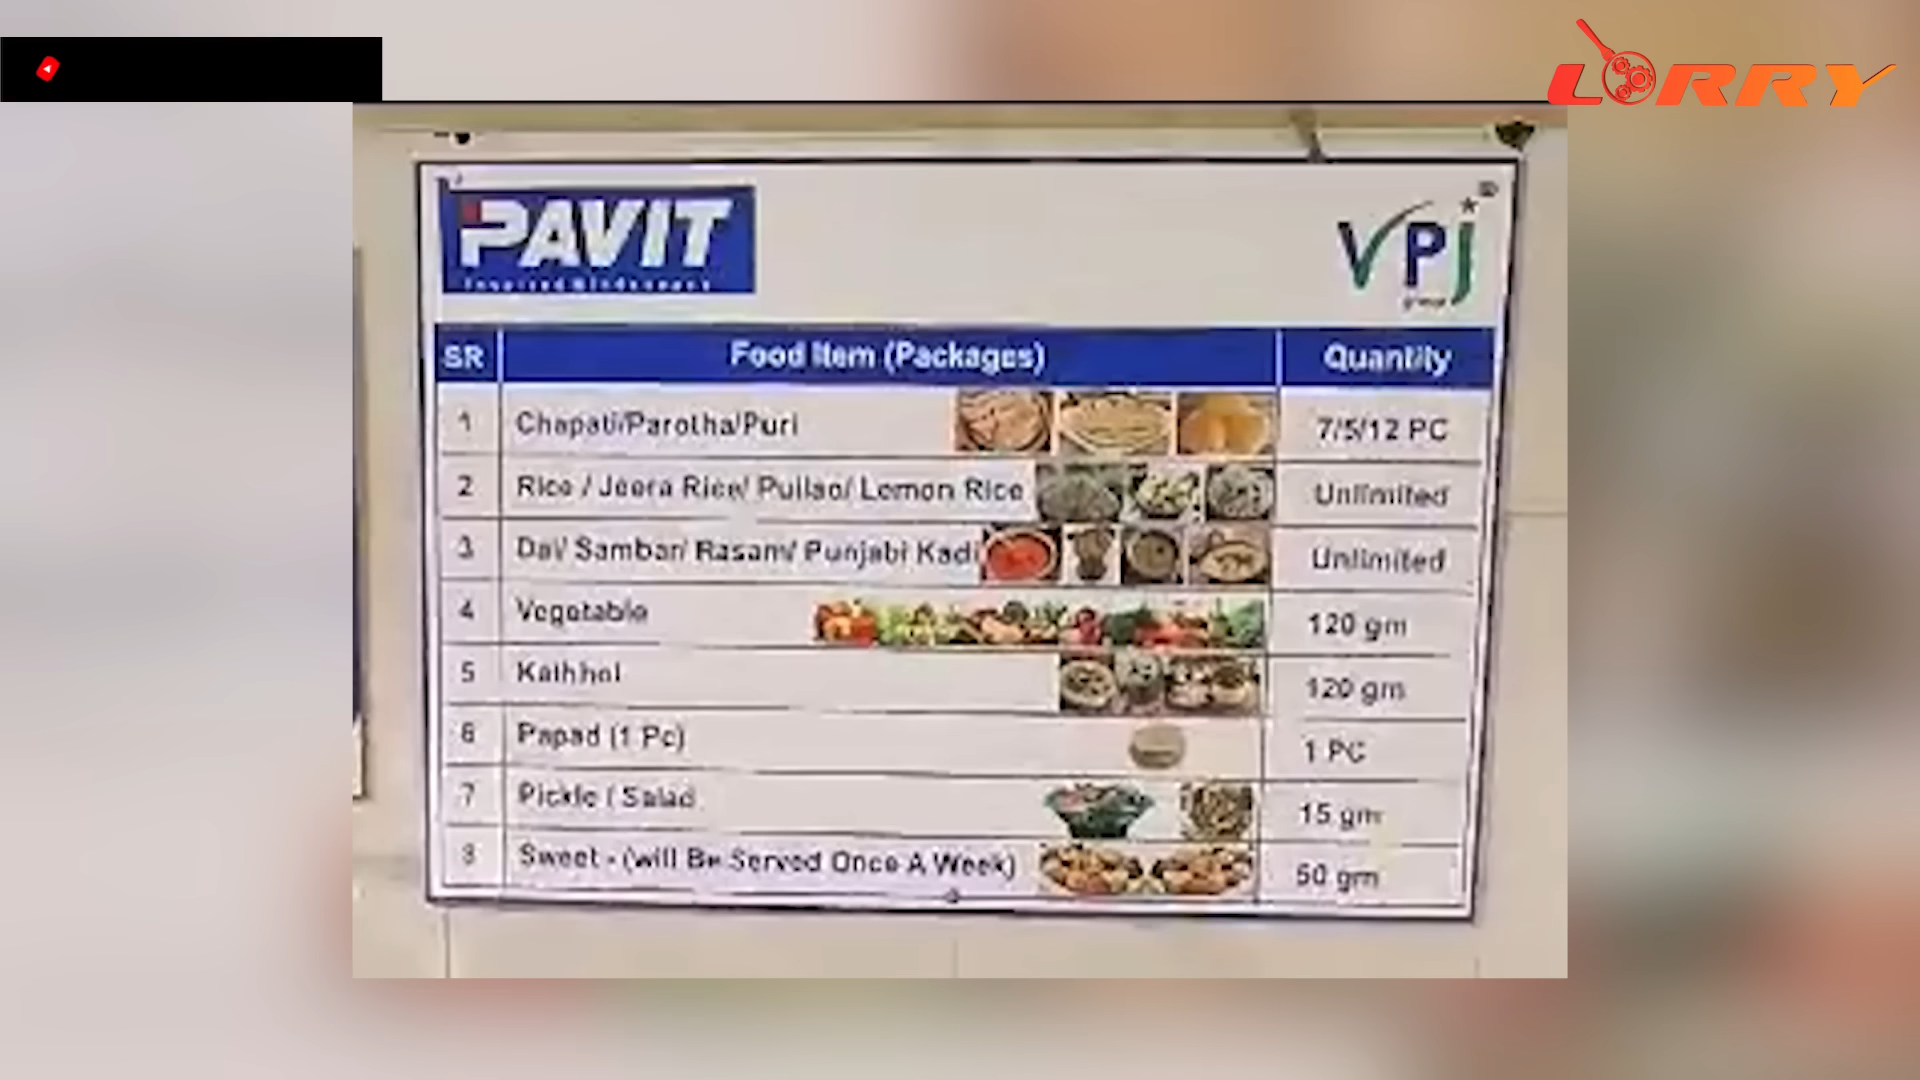 LORRY
PAVIT
VPJ
group
SR Food Item (Packages) Quantity
1 Chapati/Parotha/Puri 7/5/12 PC
2 Rice / Jeera Rice/ Pullao/ Lemon Rice Unlimited
3 Dal/ Sambar/ Rasam/ Punjabi Kadi Unlimited
4 Vegetable 120 gm
5 Kathhol 120 gm
6 Papad (1 Pc) 1 PC
7 Pickle / Salad 15 gm
8 Sweet - (will Be Served Once A Week) 50 gm